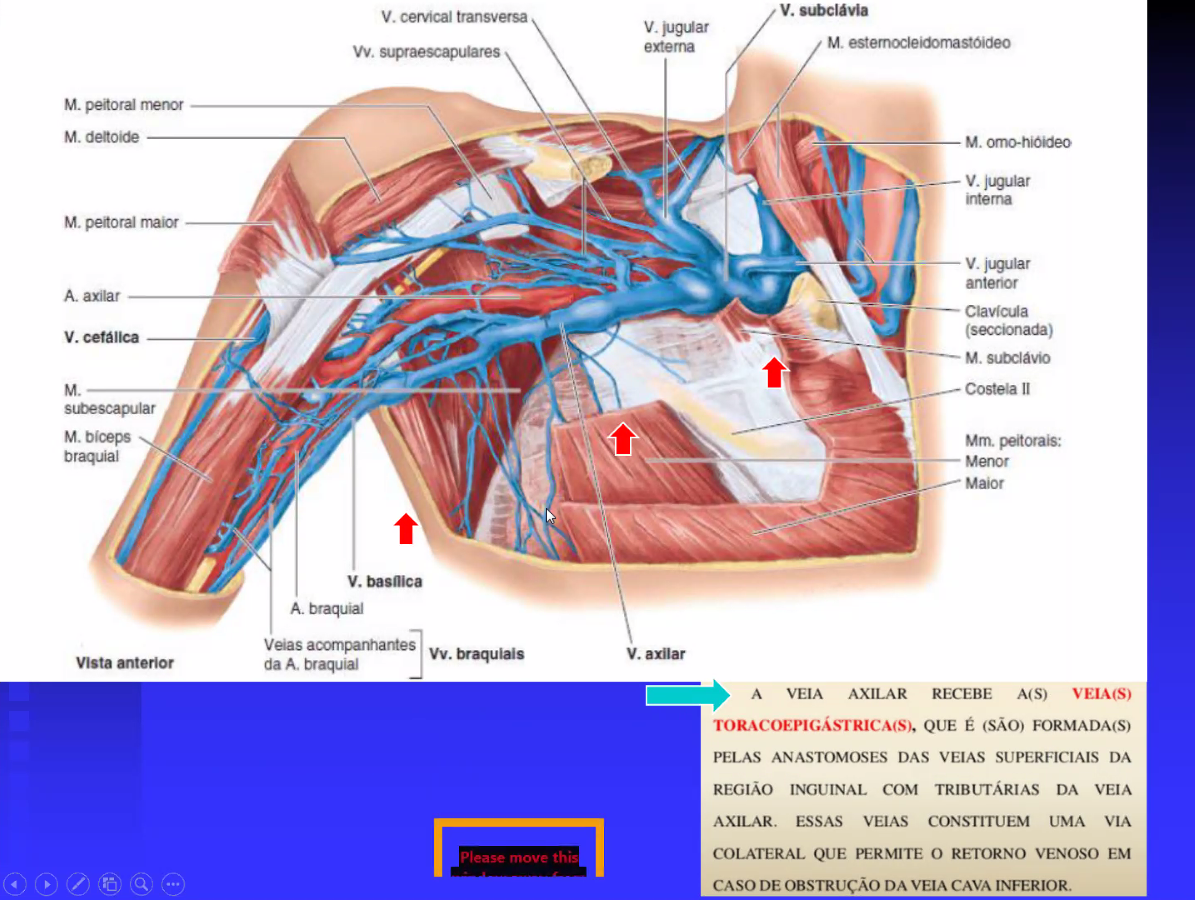 V. cervical transversa
Vv. supraescapulares
V. jugular
externa
V. subclávia
M. esternocleidomastóideo
M. peitoral menor
M. deltoide
M. peitoral maior
A. axilar
V. cefálica
M.
subescapular
M. bíceps
braquial
M. omo-hióideo
V. jugular
interna
V. jugular
anterior
Clavícula
(seccionada)
M. subclávio
Costela II
Mm. peitorais:
Menor
Maior
V. basílica
A. braquial
Veias acompanhantes
da A. braquial
Vv. braquiais
V. axilar
Vista anterior
A VEIA AXILAR RECEBE A(S) VEIA(S)
TORACOEPIGÁSTRICA(S), QUE É (SÃO) FORMADA(S)
PELAS ANASTOMOSES DAS VEIAS SUPERFICIAIS DA
REGIÃO INGUINAL COM TRIBUTÁRIAS DA VEIA
AXILAR. ESSAS VEIAS CONSTITUEM UMA VIA
COLATERAL QUE PERMITE O RETORNO VENOSO EM
CASO DE OBSTRUÇÃO DA VEIA CAVA INFERIOR.
Please move this